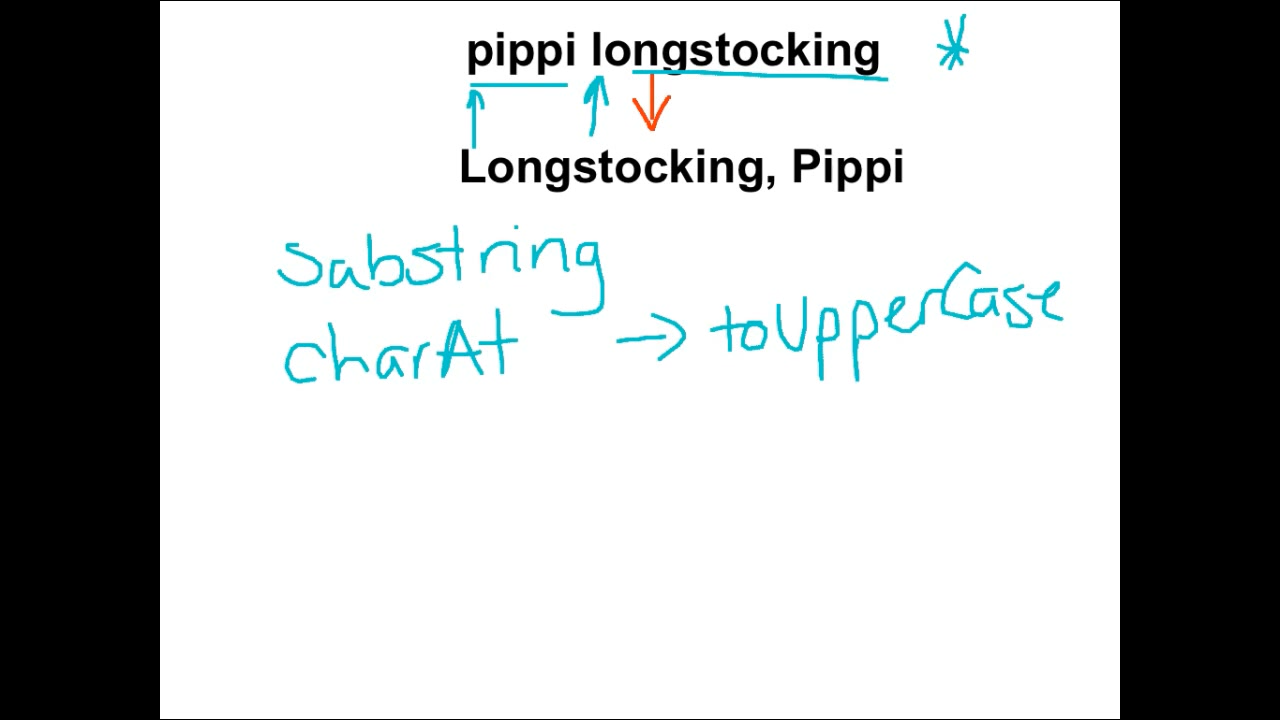 pippi longstocking *
Longstocking, Pippi
substring
charAt → toUpperCase